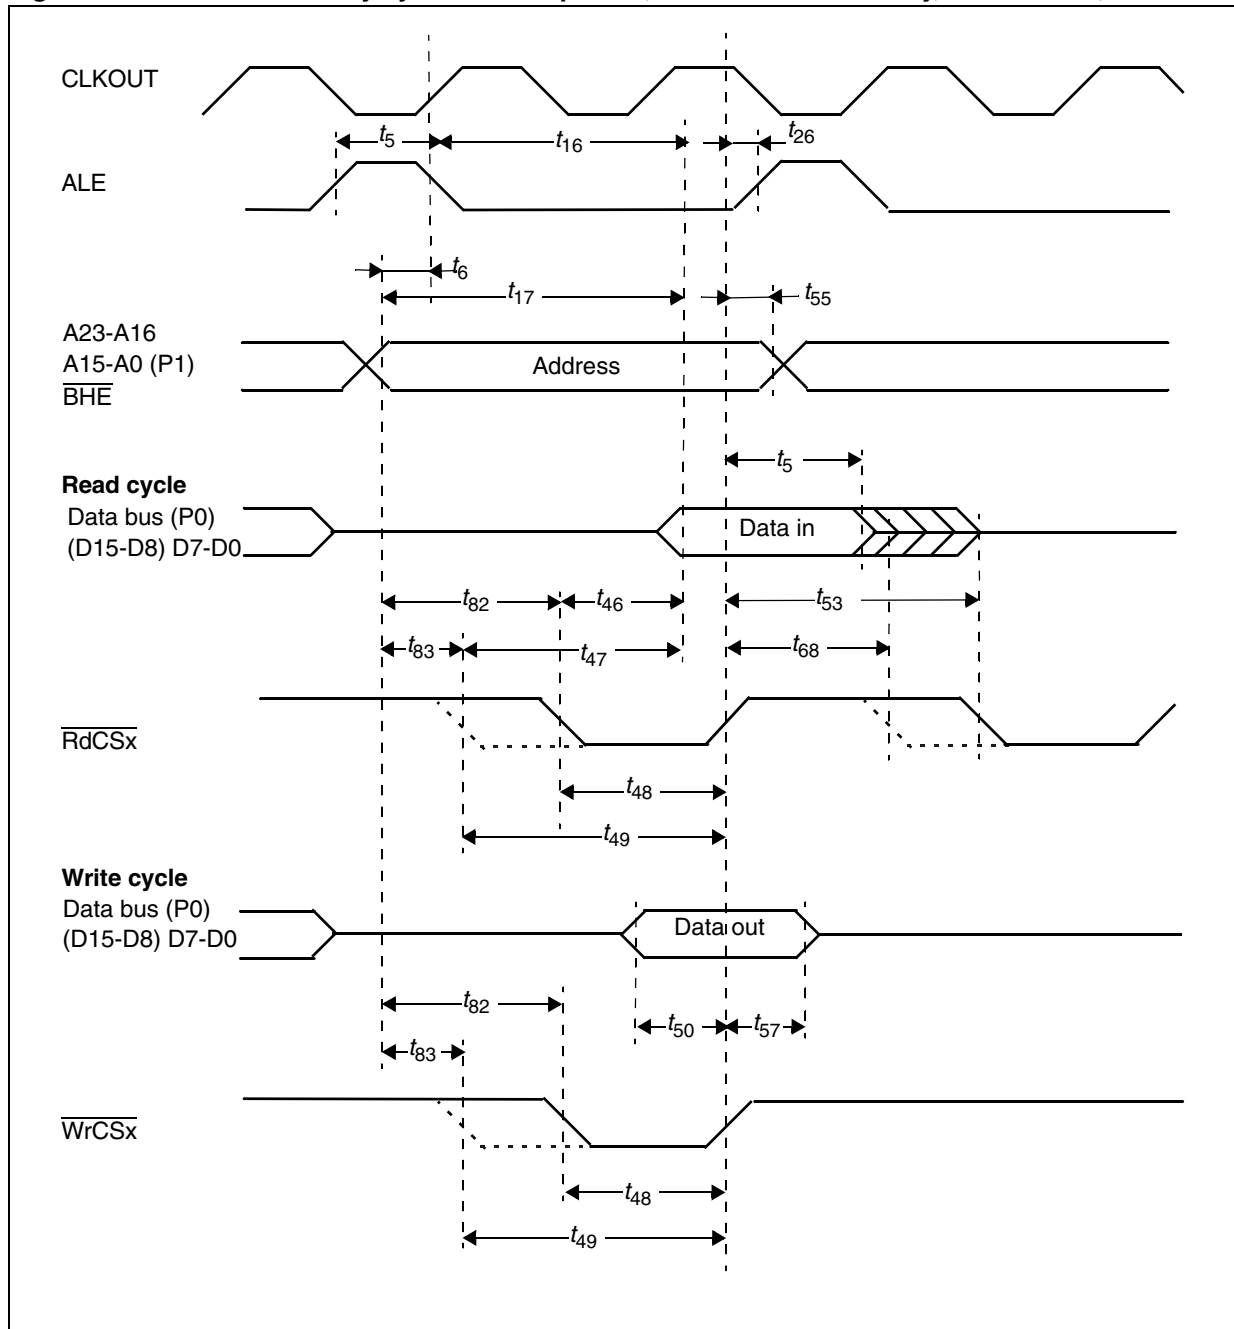 CLKOUT
t5
t16
t26
ALE
t6
t17
t55
A23-A16
A15-A0 (P1)
BHE
Address
t5
Read cycle
Data bus (P0)
(D15-D8) D7-D0
Data in
t82
t46
t53
t83
t47
t68
RdCSx
t48
t49
Write cycle
Data bus (P0)
(D15-D8) D7-D0
Data out
t82
t50
t57
t83
WrCSx
t48
t49